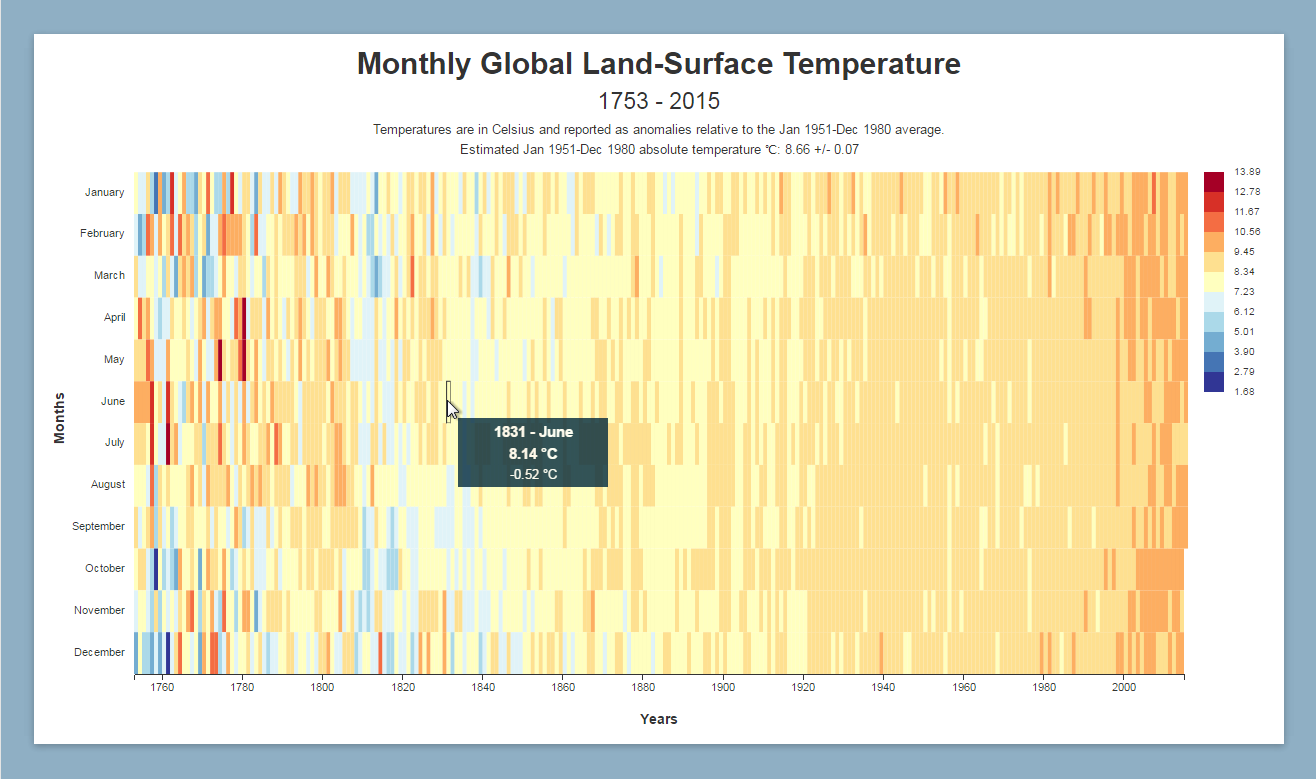 Monthly Global Land-Surface Temperature
1753 - 2015
Temperatures are in Celsius and reported as anomalies relative to the Jan 1951-Dec 1980 average.
Estimated Jan 1951-Dec 1980 absolute temperature ℃: 8.66 +/- 0.07
January
February
March
April
May
June
July
August
September
October
November
December
Months
1831 - June
8.14 ℃
-0.52 ℃
13.89
12.78
11.67
10.56
9.45
8.34
7.23
6.12
5.01
3.90
2.79
1.68
1760 1780 1800 1820 1840 1860 1880 1900 1920 1940 1960 1980 2000
Years